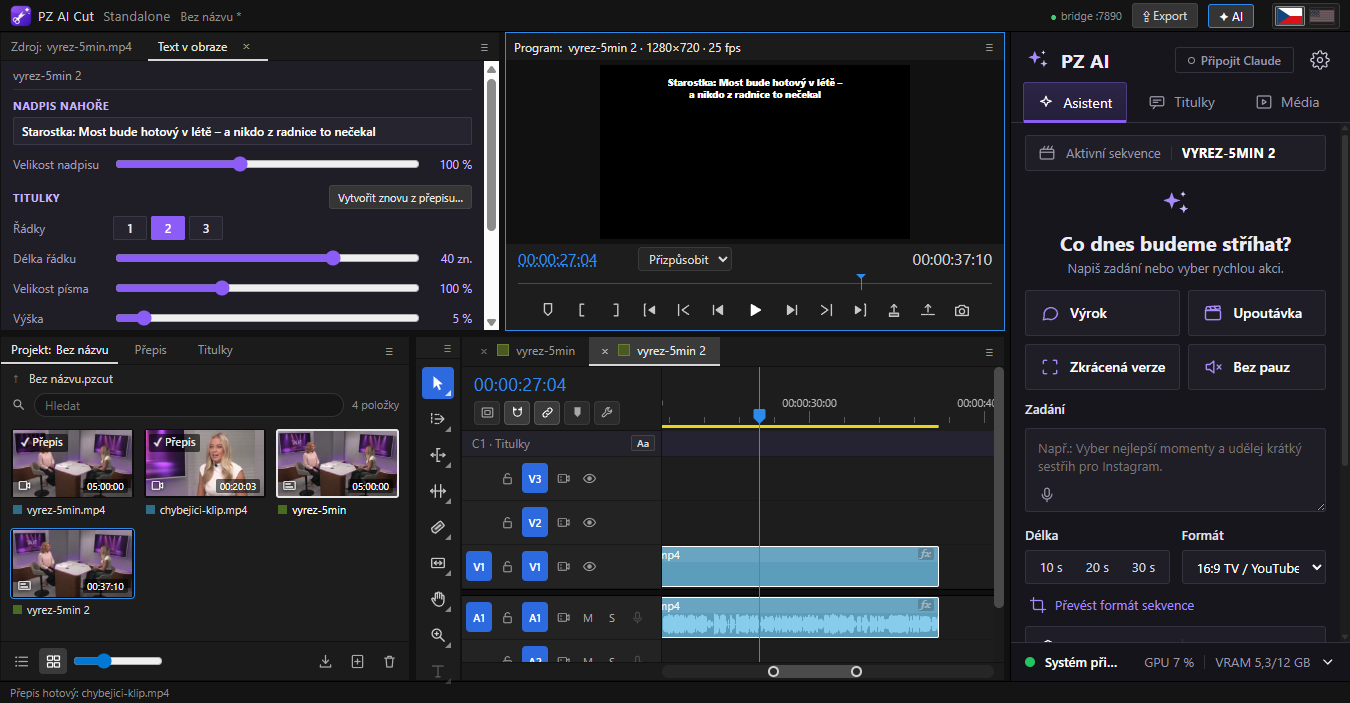 PZ AI Cut Standalone Bez názvu *
bridge :7890
Export
AI
Zdroj: vyrez-5min.mp4
Text v obraze
vyrez-5min 2
NADPIS NAHOŘE
Starostka: Most bude hotový v létě – a nikdo z radnice to nečekal
Velikost nadpisu 100 %
TITULKY
Vytvořit znovu z přepisu...
Řádky 1 2 3
Délka řádku 40 zn.
Velikost písma 100 %
Výška 5 %
Program: vyrez-5min 2 · 1280×720 · 25 fps
Starostka: Most bude hotový v létě –
a nikdo z radnice to nečekal
00:00:27:04
Přizpůsobit
00:00:37:10
Projekt: Bez názvu
Přepis
Titulky
Bez názvu.pzcut
Hledat
4 položky
Přepis
05:00:00
vyrez-5min.mp4
Přepis
00:20:03
chybejici-klip.mp4
05:00:00
vyrez-5min
00:37:10
vyrez-5min 2
vyrez-5min
vyrez-5min 2
00:00:27:04
00:00:30:00
00:00:40
C1 · Titulky
Aa
V3
V2
V1 V1
mp4
fx
A1 A1 M S
mp4
fx
A2 M S
PZ AI
Připojit Claude
Asistent
Titulky
Média
Aktivní sekvence VYREZ-5MIN 2
Co dnes budeme stříhat?
Napiš zadání nebo vyber rychlou akci.
Výrok
Upoutávka
Zkrácená verze
Bez pauz
Zadání
Např.: Vyber nejlepší momenty a udělej krátký
sestřih pro Instagram.
Délka
Formát
10 s 20 s 30 s
16:9 TV / YouTube
Převést formát sekvence
Systém při... GPU 7 % VRAM 5,3/12 GB
Přepis hotový: chybejici-klip.mp4